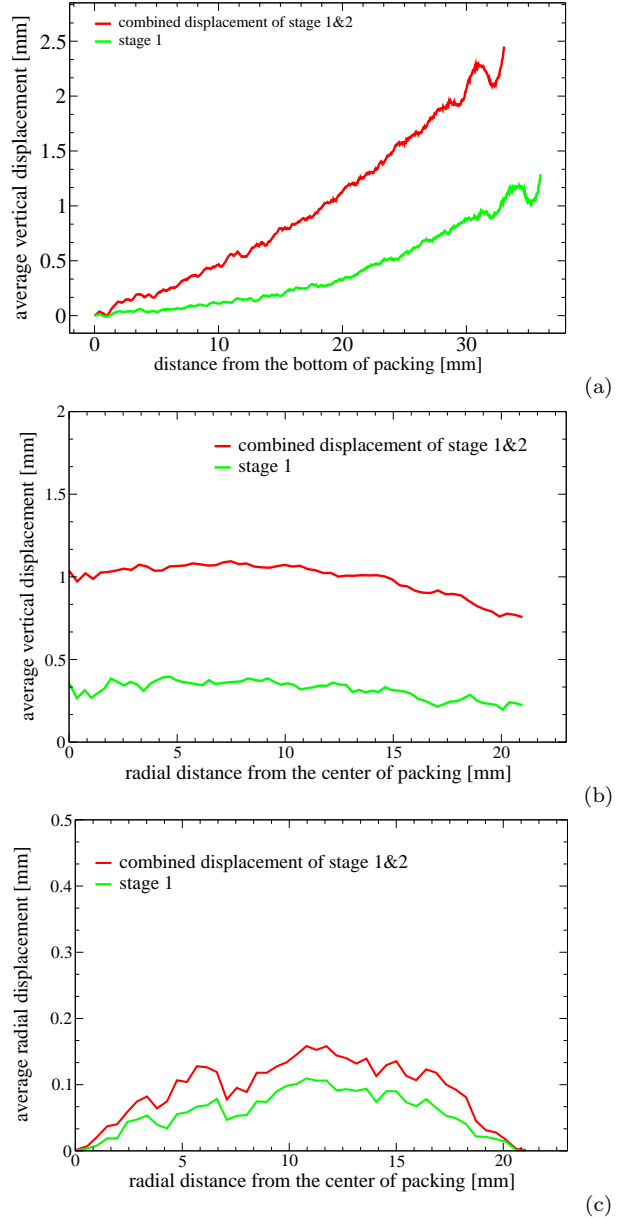 combined displacement of stage 1&2
stage 1
average vertical displacement [mm]
2.5
2
1.5
1
0.5
0
0 10 20 30
distance from the bottom of packing [mm]
(a)
combined displacement of stage 1&2
stage 1
average vertical displacement [mm]
2
1.5
1
0.5
0
0 5 10 15 20
radial distance from the center of packing [mm]
(b)
combined displacement of stage 1&2
stage 1
average radial displacement [mm]
0.5
0.4
0.3
0.2
0.1
0
0 5 10 15 20
radial distance from the center of packing [mm]
(c)